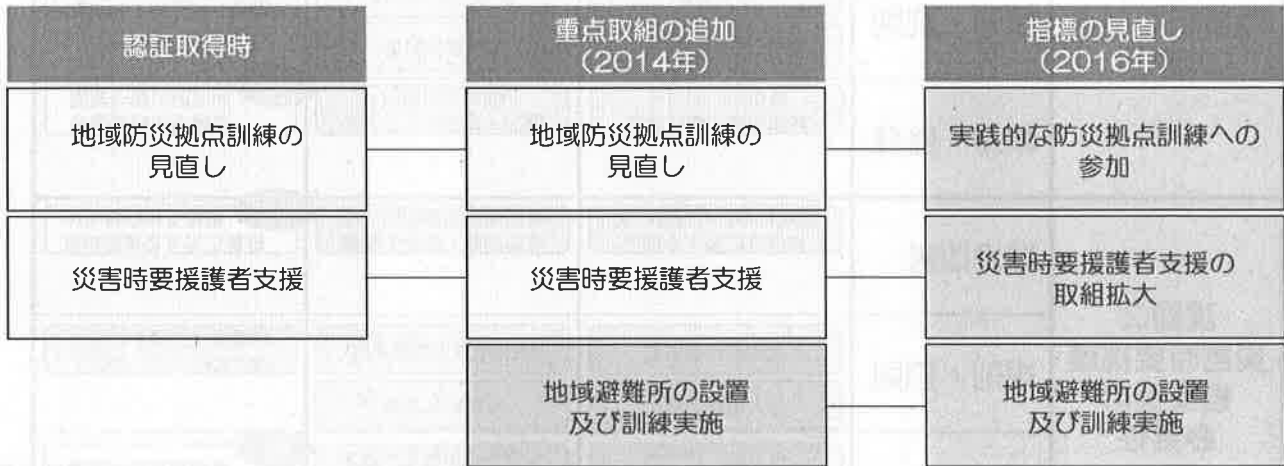 認証取得時
重点取組の追加
（2014年）
指標の見直し
（2016年）
地域防災拠点訓練の
見直し
地域防災拠点訓練の
見直し
実践的な防災拠点訓練への
参加
災害時要援護者支援
災害時要援護者支援
災害時要援護者支援の
取組拡大
地域避難所の設置
及び訓練実施
地域避難所の設置
及び訓練実施